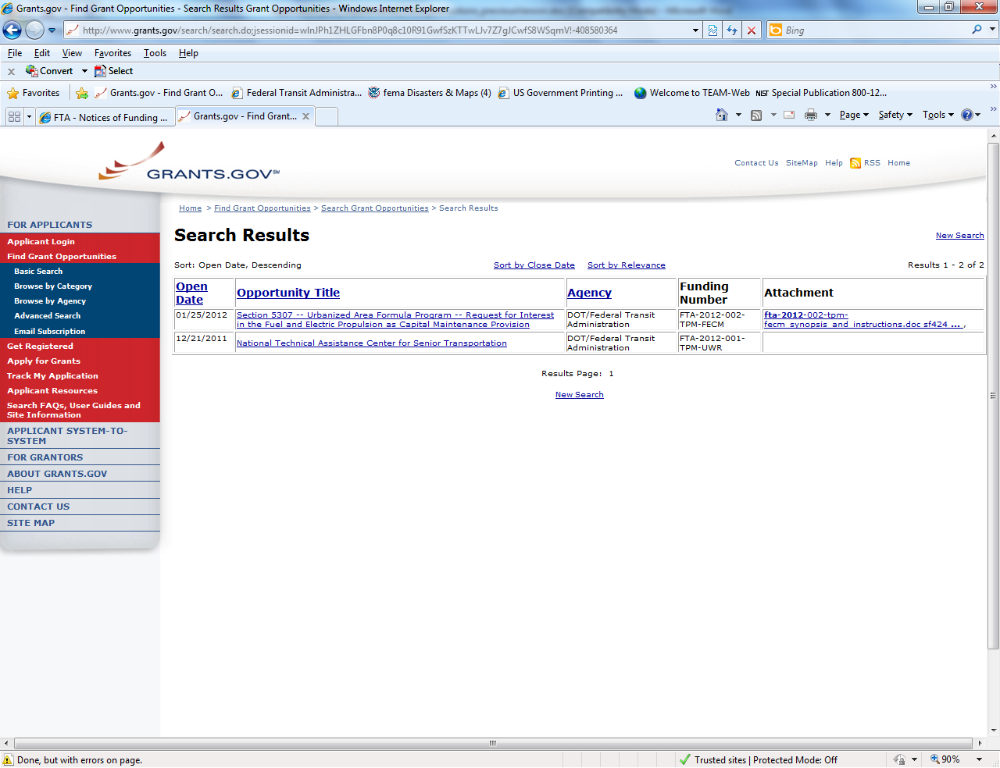 Grants.gov - Find Grant Opportunities - Search Results Grant Opportunities - Windows Internet Explorer
http://www.grants.gov/search/search.do;jsessionid=wInJPh1ZHLGFbn8P0q8c10R91GwfSzKTTwLJv7Z7gJCwfS8WSqmV!-408580364
Bing
File Edit View Favorites Tools Help
x Convert Select
Favorites Grants.gov - Find Grant O... Federal Transit Administra... fema Disasters & Maps (4) US Government Printing ... Welcome to TEAM-Web NIST Special Publication 800-12...
FTA - Notices of Funding ... Grants.gov - Find Grant... Page Safety Tools
GRANTS.GOV℠
Contact Us SiteMap Help RSS Home
Home > Find Grant Opportunities > Search Grant Opportunities > Search Results
FOR APPLICANTS
Applicant Login
Find Grant Opportunities
Basic Search
Browse by Category
Browse by Agency
Advanced Search
Email Subscription
Get Registered
Apply for Grants
Track My Application
Applicant Resources
Search FAQs, User Guides and
Site Information
APPLICANT SYSTEM-TO-
SYSTEM
FOR GRANTORS
ABOUT GRANTS.GOV
HELP
CONTACT US
SITE MAP
Search Results
New Search
Sort: Open Date, Descending Sort by Close Date Sort by Relevance Results 1 - 2 of 2
Open
Date
Opportunity Title
Agency
Funding
Number
Attachment
01/25/2012
Section 5307 -- Urbanized Area Formula Program -- Request for Interest
in the Fuel and Electric Propulsion as Capital Maintenance Provision
DOT/Federal Transit
Administration
FTA-2012-002-
TPM-FECM
fta-2012-002-tpm-
fecm_synopsis_and_instructions.doc sf424 ... ,
12/21/2011
National Technical Assistance Center for Senior Transportation
DOT/Federal Transit
Administration
FTA-2012-001-
TPM-UWR
Results Page: 1
New Search
Done, but with errors on page. Trusted sites | Protected Mode: Off 90%